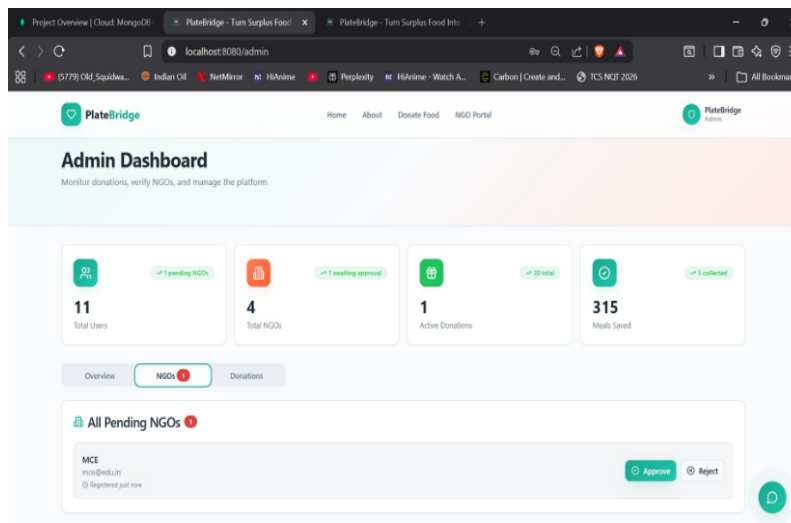 Project Overview | Cloud: MongoDB
PlateBridge - Turn Surplus Food
PlateBridge - Turn Surplus Food Into
localhost:8080/admin
(5779) Old_Squidwa...
Indian Oil
NetMirror
HiAnime
Perplexity
HiAnime - Watch A...
Carbon | Create and...
TCS NQT 2026
All Bookmar
PlateBridge
Home
About
Donate Food
NGO Portal
PlateBridge
Admin
Admin Dashboard
Monitor donations, verify NGOs, and manage the platform
1 pending NGOs
11
Total Users
1 awaiting approval
4
Total NGOs
20 total
1
Active Donations
5 collected
315
Meals Saved
Overview
NGOs 1
Donations
All Pending NGOs 1
MCE
mce@edu.in
Registered just now
Approve
Reject